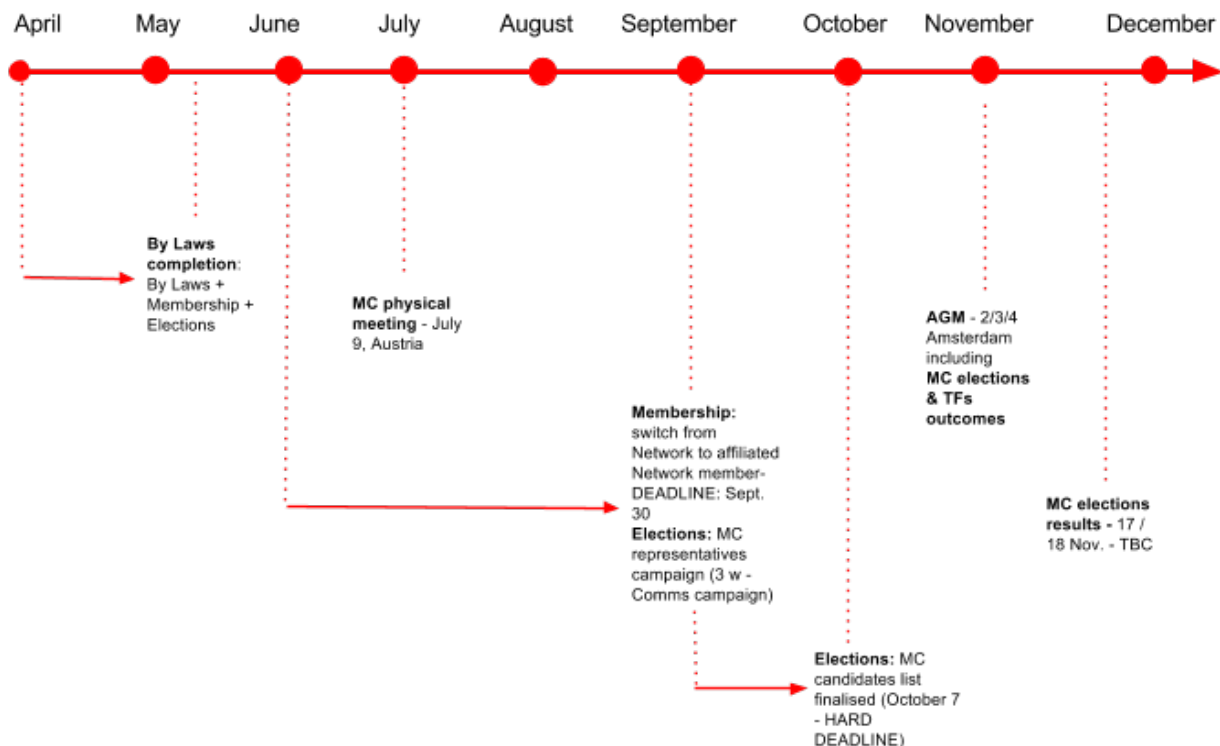 April
May
June
July
August
September
October
November
December
By Laws
completion:
By Laws +
Membership +
Elections
MC physical
meeting - July
9, Austria
Membership:
switch from
Network to affiliated
Network member-
DEADLINE: Sept.
30
Elections: MC
representatives
campaign (3 w -
Comms campaign)
Elections: MC
candidates list
finalised (October 7
- HARD
DEADLINE)
AGM - 2/3/4
Amsterdam
including
MC elections
& TFs
outcomes
MC elections
results - 17 /
18 Nov. - TBC